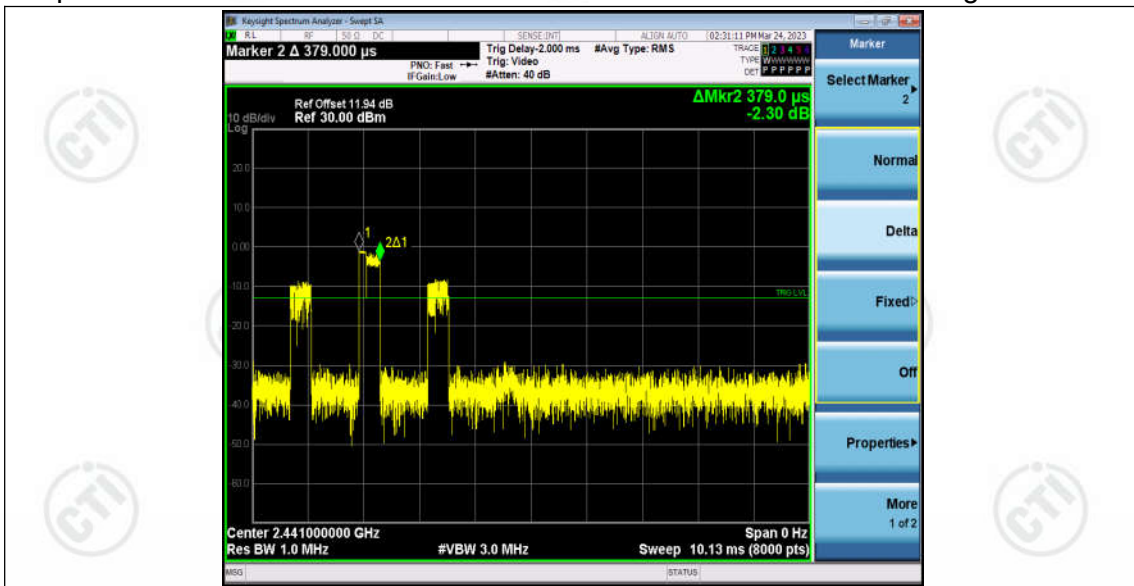 Keysight Spectrum Analyzer - Swept SA
RL RF 50 Ω DC SENSE:INT ALIGN AUTO 02:31:11 PM Mar 24, 2023
Marker 2 Δ 379.000 µs
PNO: Fast
IFGain:Low
Trig Delay-2.000 ms
Trig: Video
#Atten: 40 dB
#Avg Type: RMS
TRACE 1 2 3 4 5 6
TYPE WWWWWW
DET P P P P P P
ΔMkr2 379.0 µs
-2.30 dB
Ref Offset 11.94 dB
10 dB/div Ref 30.00 dBm
Log
20.0
10.0
0.00
-10.0
-20.0
-30.0
-40.0
-50.0
-60.0
1
2Δ1
TRIG LVL
Center 2.441000000 GHz
Span 0 Hz
Res BW 1.0 MHz
#VBW 3.0 MHz
Sweep 10.13 ms (8000 pts)
MSG
STATUS
Marker
Select Marker
2
Normal
Delta
Fixed
Off
Properties
More
1 of 2
CTI
CTI
CTI
CTI